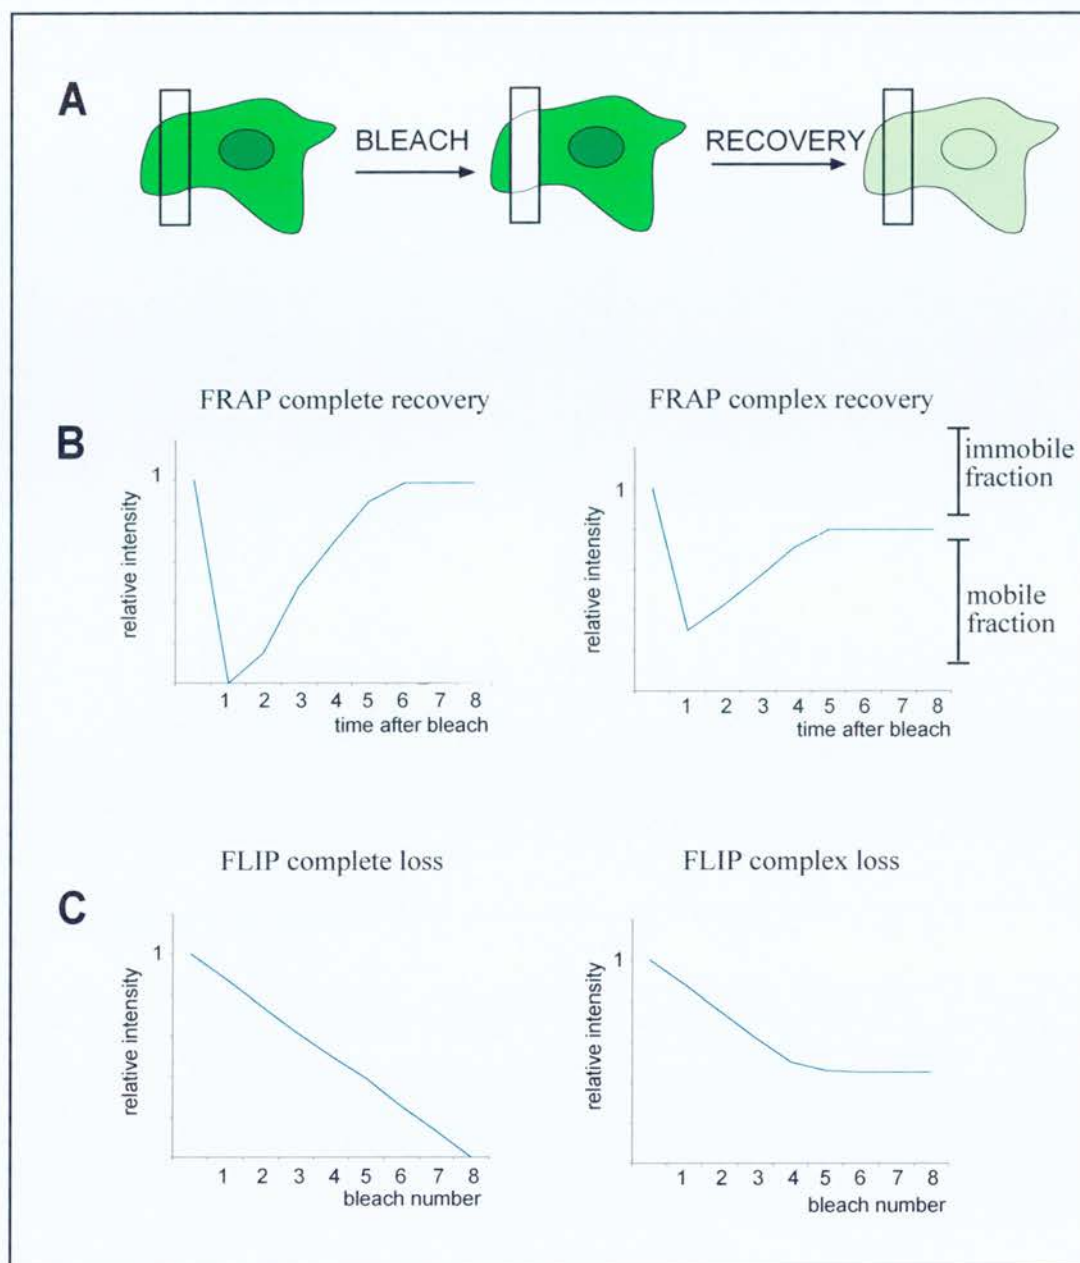 A
BLEACH
RECOVERY
FRAP complete recovery
FRAP complex recovery
B
1
relative intensity
1 2 3 4 5 6 7 8
time after bleach
1
relative intensity
1 2 3 4 5 6 7 8
time after bleach
immobile
fraction
mobile
fraction
FLIP complete loss
FLIP complex loss
C
1
relative intensity
1 2 3 4 5 6 7 8
bleach number
1
relative intensity
1 2 3 4 5 6 7 8
bleach number